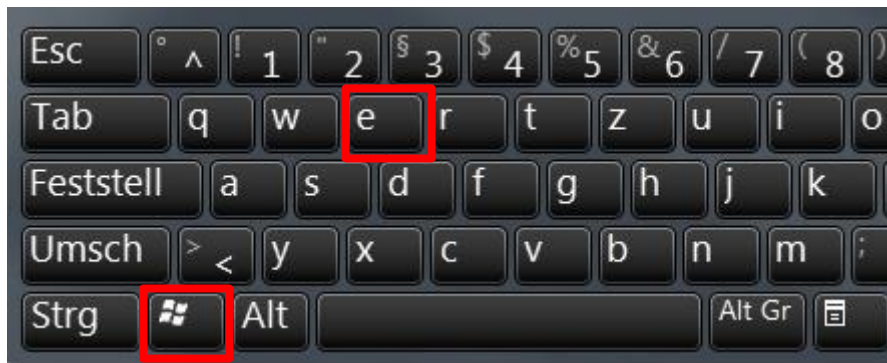 Esc ° ^ ! 1 " 2 § 3 $ 4 % 5 & 6 / 7 ( 8 )
Tab q w e r t z u i o
Feststell a s d f g h j k
Umsch > < y x c v b n m ;
Strg Alt Alt Gr